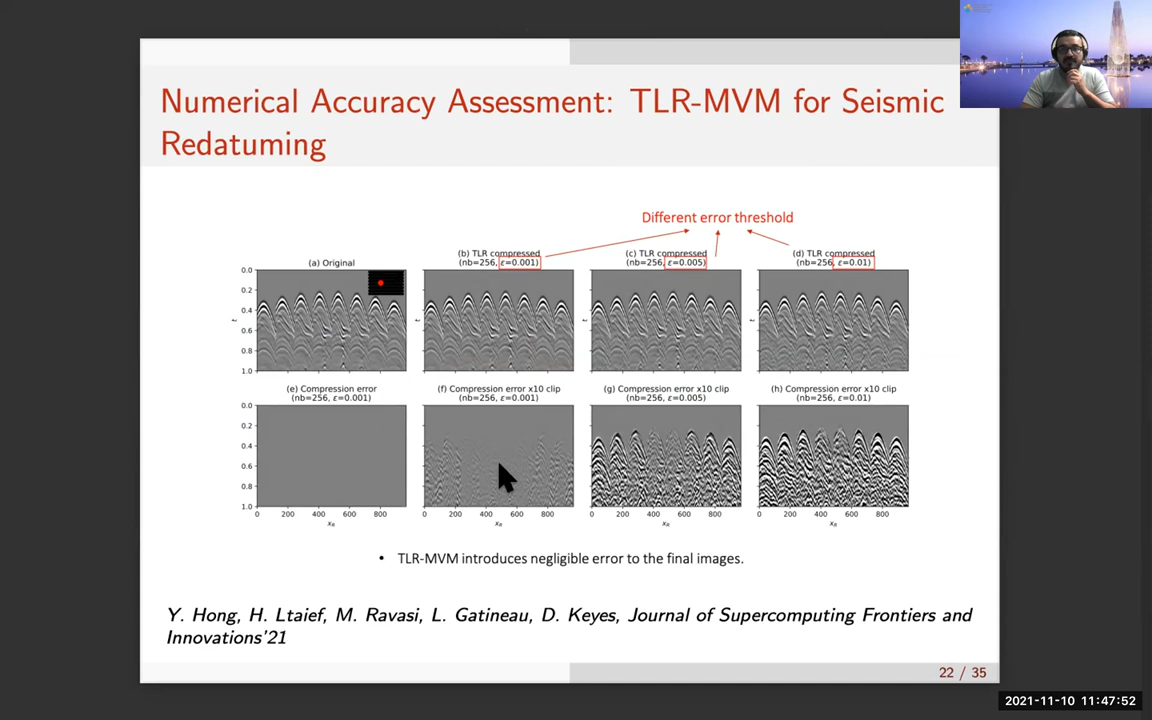 Numerical Accuracy Assessment: TLR-MVM for Seismic
Redatuming
Different error threshold
(a) Original
(b) TLR compressed
(nb=256, ε=0.001)
(c) TLR compressed
(nb=256, ε=0.005)
(d) TLR compressed
(nb=256, ε=0.01)
0.0
0.2
0.4
0.6
0.8
1.0
t
t
t
t
(e) Compression error
(nb=256, ε=0.001)
(f) Compression error x10 clip
(nb=256, ε=0.001)
(g) Compression error x10 clip
(nb=256, ε=0.005)
(h) Compression error x10 clip
(nb=256, ε=0.01)
0.0
0.2
0.4
0.6
0.8
1.0
0 200 400 600 800
0 200 400 600 800
0 200 400 600 800
0 200 400 600 800
xR
xR
xR
xR
• TLR-MVM introduces negligible error to the final images.
Y. Hong, H. Ltaief, M. Ravasi, L. Gatineau, D. Keyes, Journal of Supercomputing Frontiers and
Innovations'21
22 / 35
2021-11-10 11:47:52